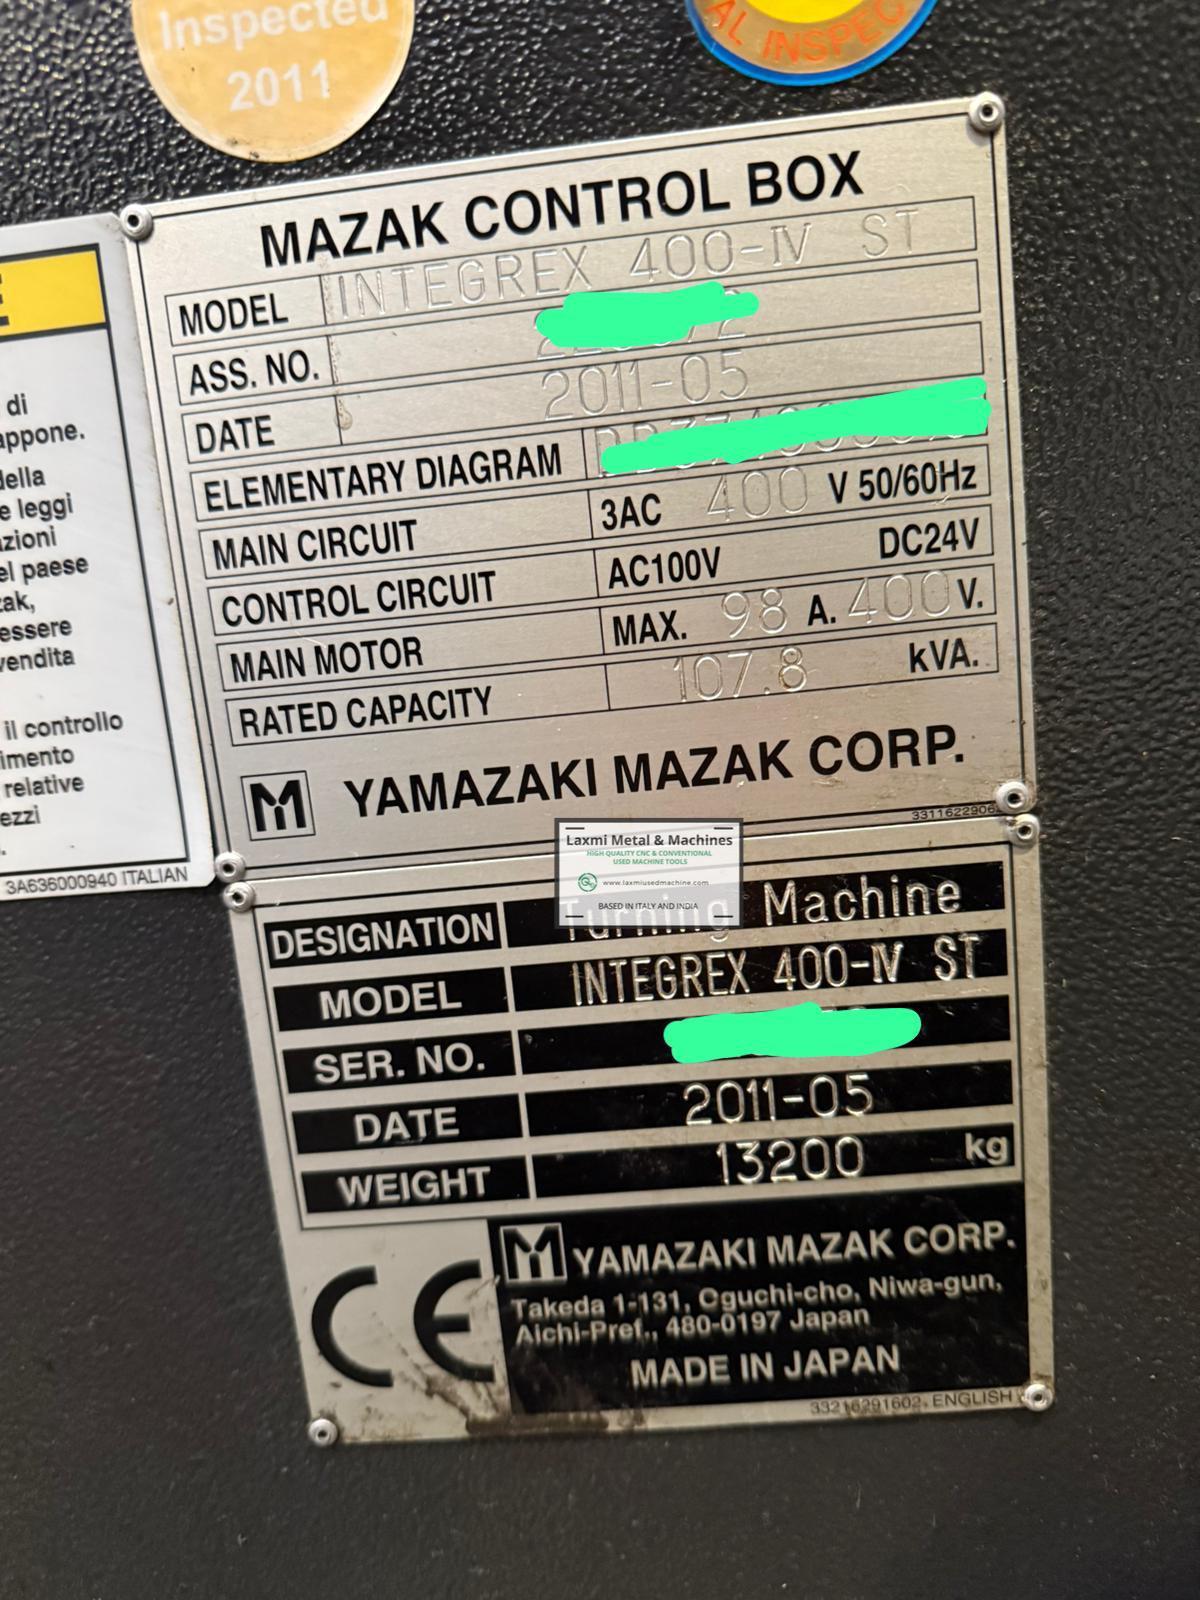 Inspected
2011
AL INSPEC
E
di
appone.
della
e leggi
azioni
el paese
zak,
essere
vendita
il controllo
imento
relative
ezzi
3A636000940 ITALIAN
MAZAK CONTROL BOX
MODEL INTEGREX 400-IV ST
ASS. NO.
DATE 2011-05
ELEMENTARY DIAGRAM
MAIN CIRCUIT 3AC 400 V 50/60Hz
CONTROL CIRCUIT AC100V DC24V
MAIN MOTOR MAX. 98 A. 400 V.
RATED CAPACITY 107.8 kVA.
M YAMAZAKI MAZAK CORP.
Laxmi Metal & Machines
HIGH QUALITY CNC & CONVENTIONAL
USED MACHINE TOOLS
www.laxmiusedmachine.com
BASED IN ITALY AND INDIA
DESIGNATION Turning Machine
MODEL INTEGREX 400-IV ST
SER. NO.
DATE 2011-05
WEIGHT 13200 kg
CE
M YAMAZAKI MAZAK CORP.
Takeda 1-131, Oguchi-cho, Niwa-gun,
Aichi-Pref., 480-0197 Japan
MADE IN JAPAN
33216291602, ENGLISH